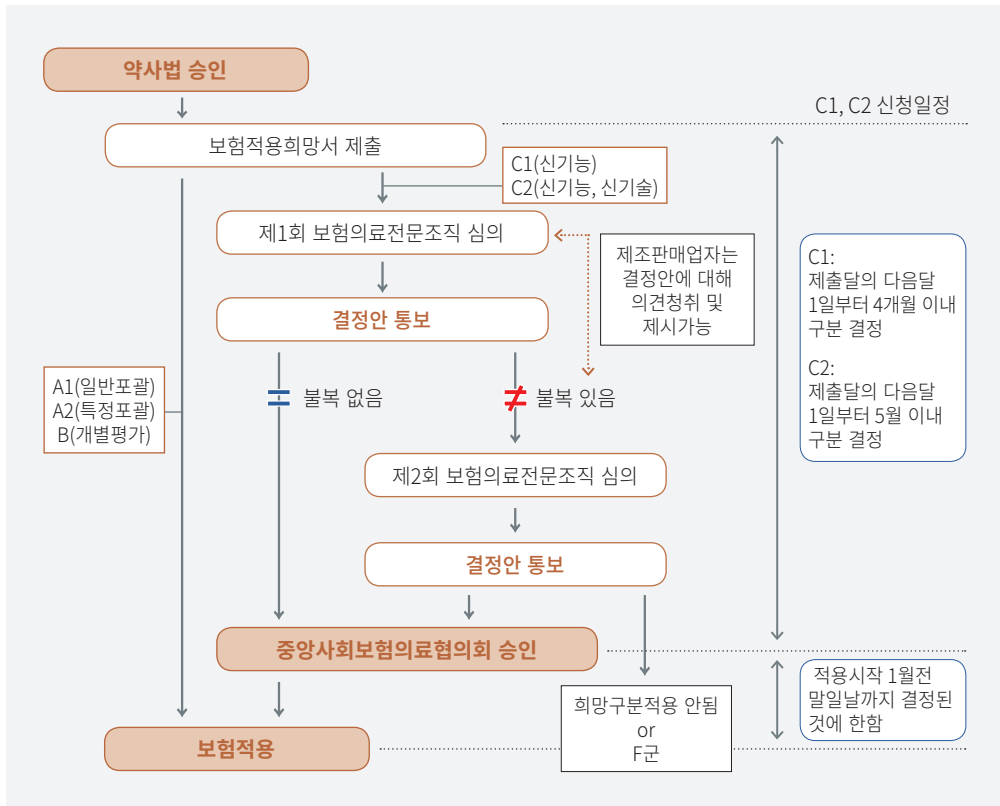 약사법 승인
C1, C2 신청일정
보험적용희망서 제출
C1(신기능)
C2(신기능, 신기술)
제1회 보험의료전문조직 심의
제조판매업자는
결정안에 대해
의견청취 및
제시가능
C1:
제출달의 다음달
1일부터 4개월 이내
구분 결정
C2:
제출달의 다음달
1일부터 5월 이내
구분 결정
결정안 통보
A1(일반포괄)
A2(특정포괄)
B(개별평가)
불복 없음
불복 있음
제2회 보험의료전문조직 심의
결정안 통보
중앙사회보험의료협의회 승인
적용시작 1월전
말일날까지 결정된
것에 한함
희망구분적용 안됨
or
F군
보험적용